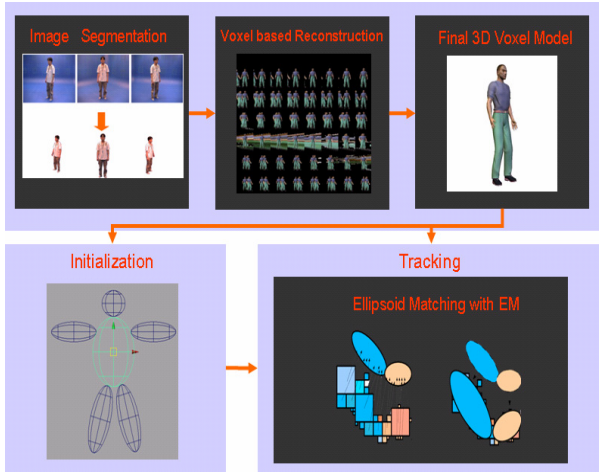 Image Segmentation
Voxel based Reconstruction
Final 3D Voxel Model
Initialization
Tracking
Ellipsoid Matching with EM